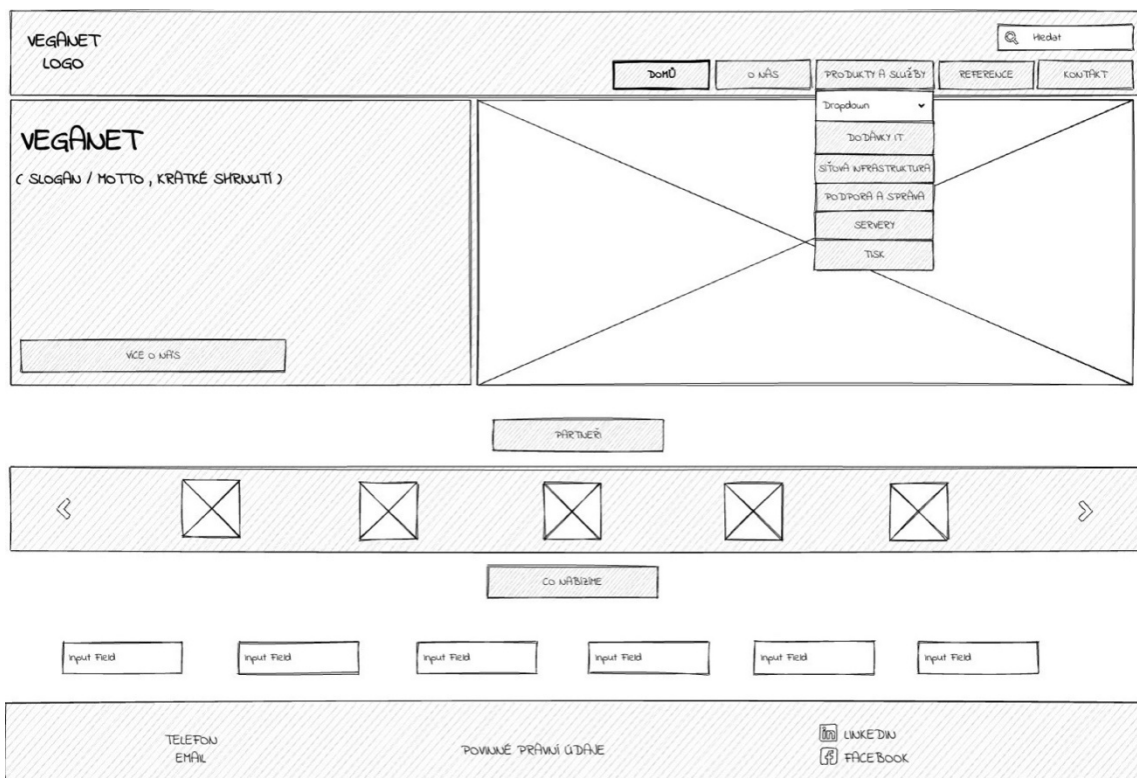 VEGANET
LOGO
Hledat
DOMŮ
O NÁS
PRODUKTY A SLUŽBY
REFERENCE
KONTAKT
Dropdown
DODÁVKY IT
SÍŤOVÁ INFRASTRUKTURA
PODPORA A SPRÁVA
SERVERY
TISK
VEGANET
( SLOGAN / MOTTO , KRÁTKÉ SHRNUTÍ )
VÍCE O NÁS
PARTNEŘI
CO NABÍZÍME
Input Field
Input Field
Input Field
Input Field
Input Field
Input Field
TELEFON
EMAIL
POVINNÉ PRÁVNÍ ÚDAJE
in LINKEDIN
f FACEBOOK